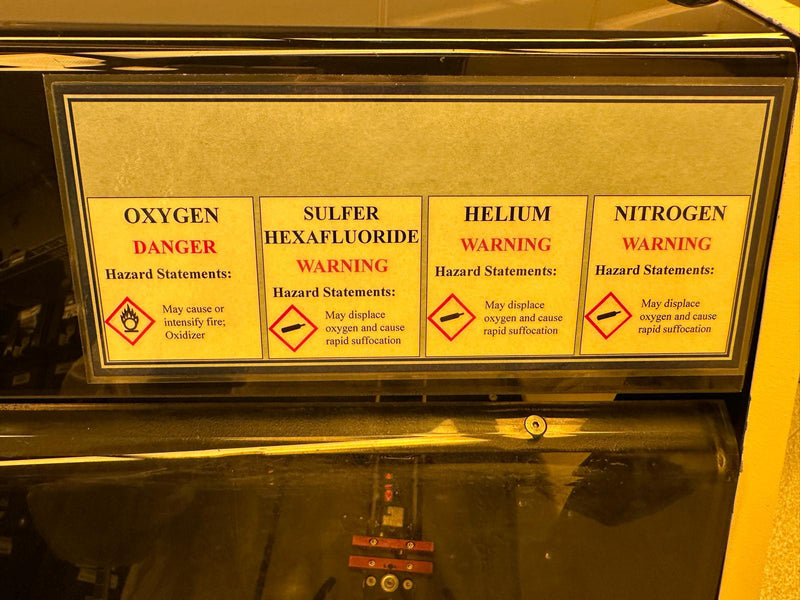 OXYGEN
DANGER
Hazard Statements:
May cause or
intensify fire;
Oxidizer
SULFER
HEXAFLUORIDE
WARNING
Hazard Statements:
May displace
oxygen and cause
rapid suffocation
HELIUM
WARNING
Hazard Statements:
May displace
oxygen and cause
rapid suffocation
NITROGEN
WARNING
Hazard Statements:
May displace
oxygen and cause
rapid suffocation